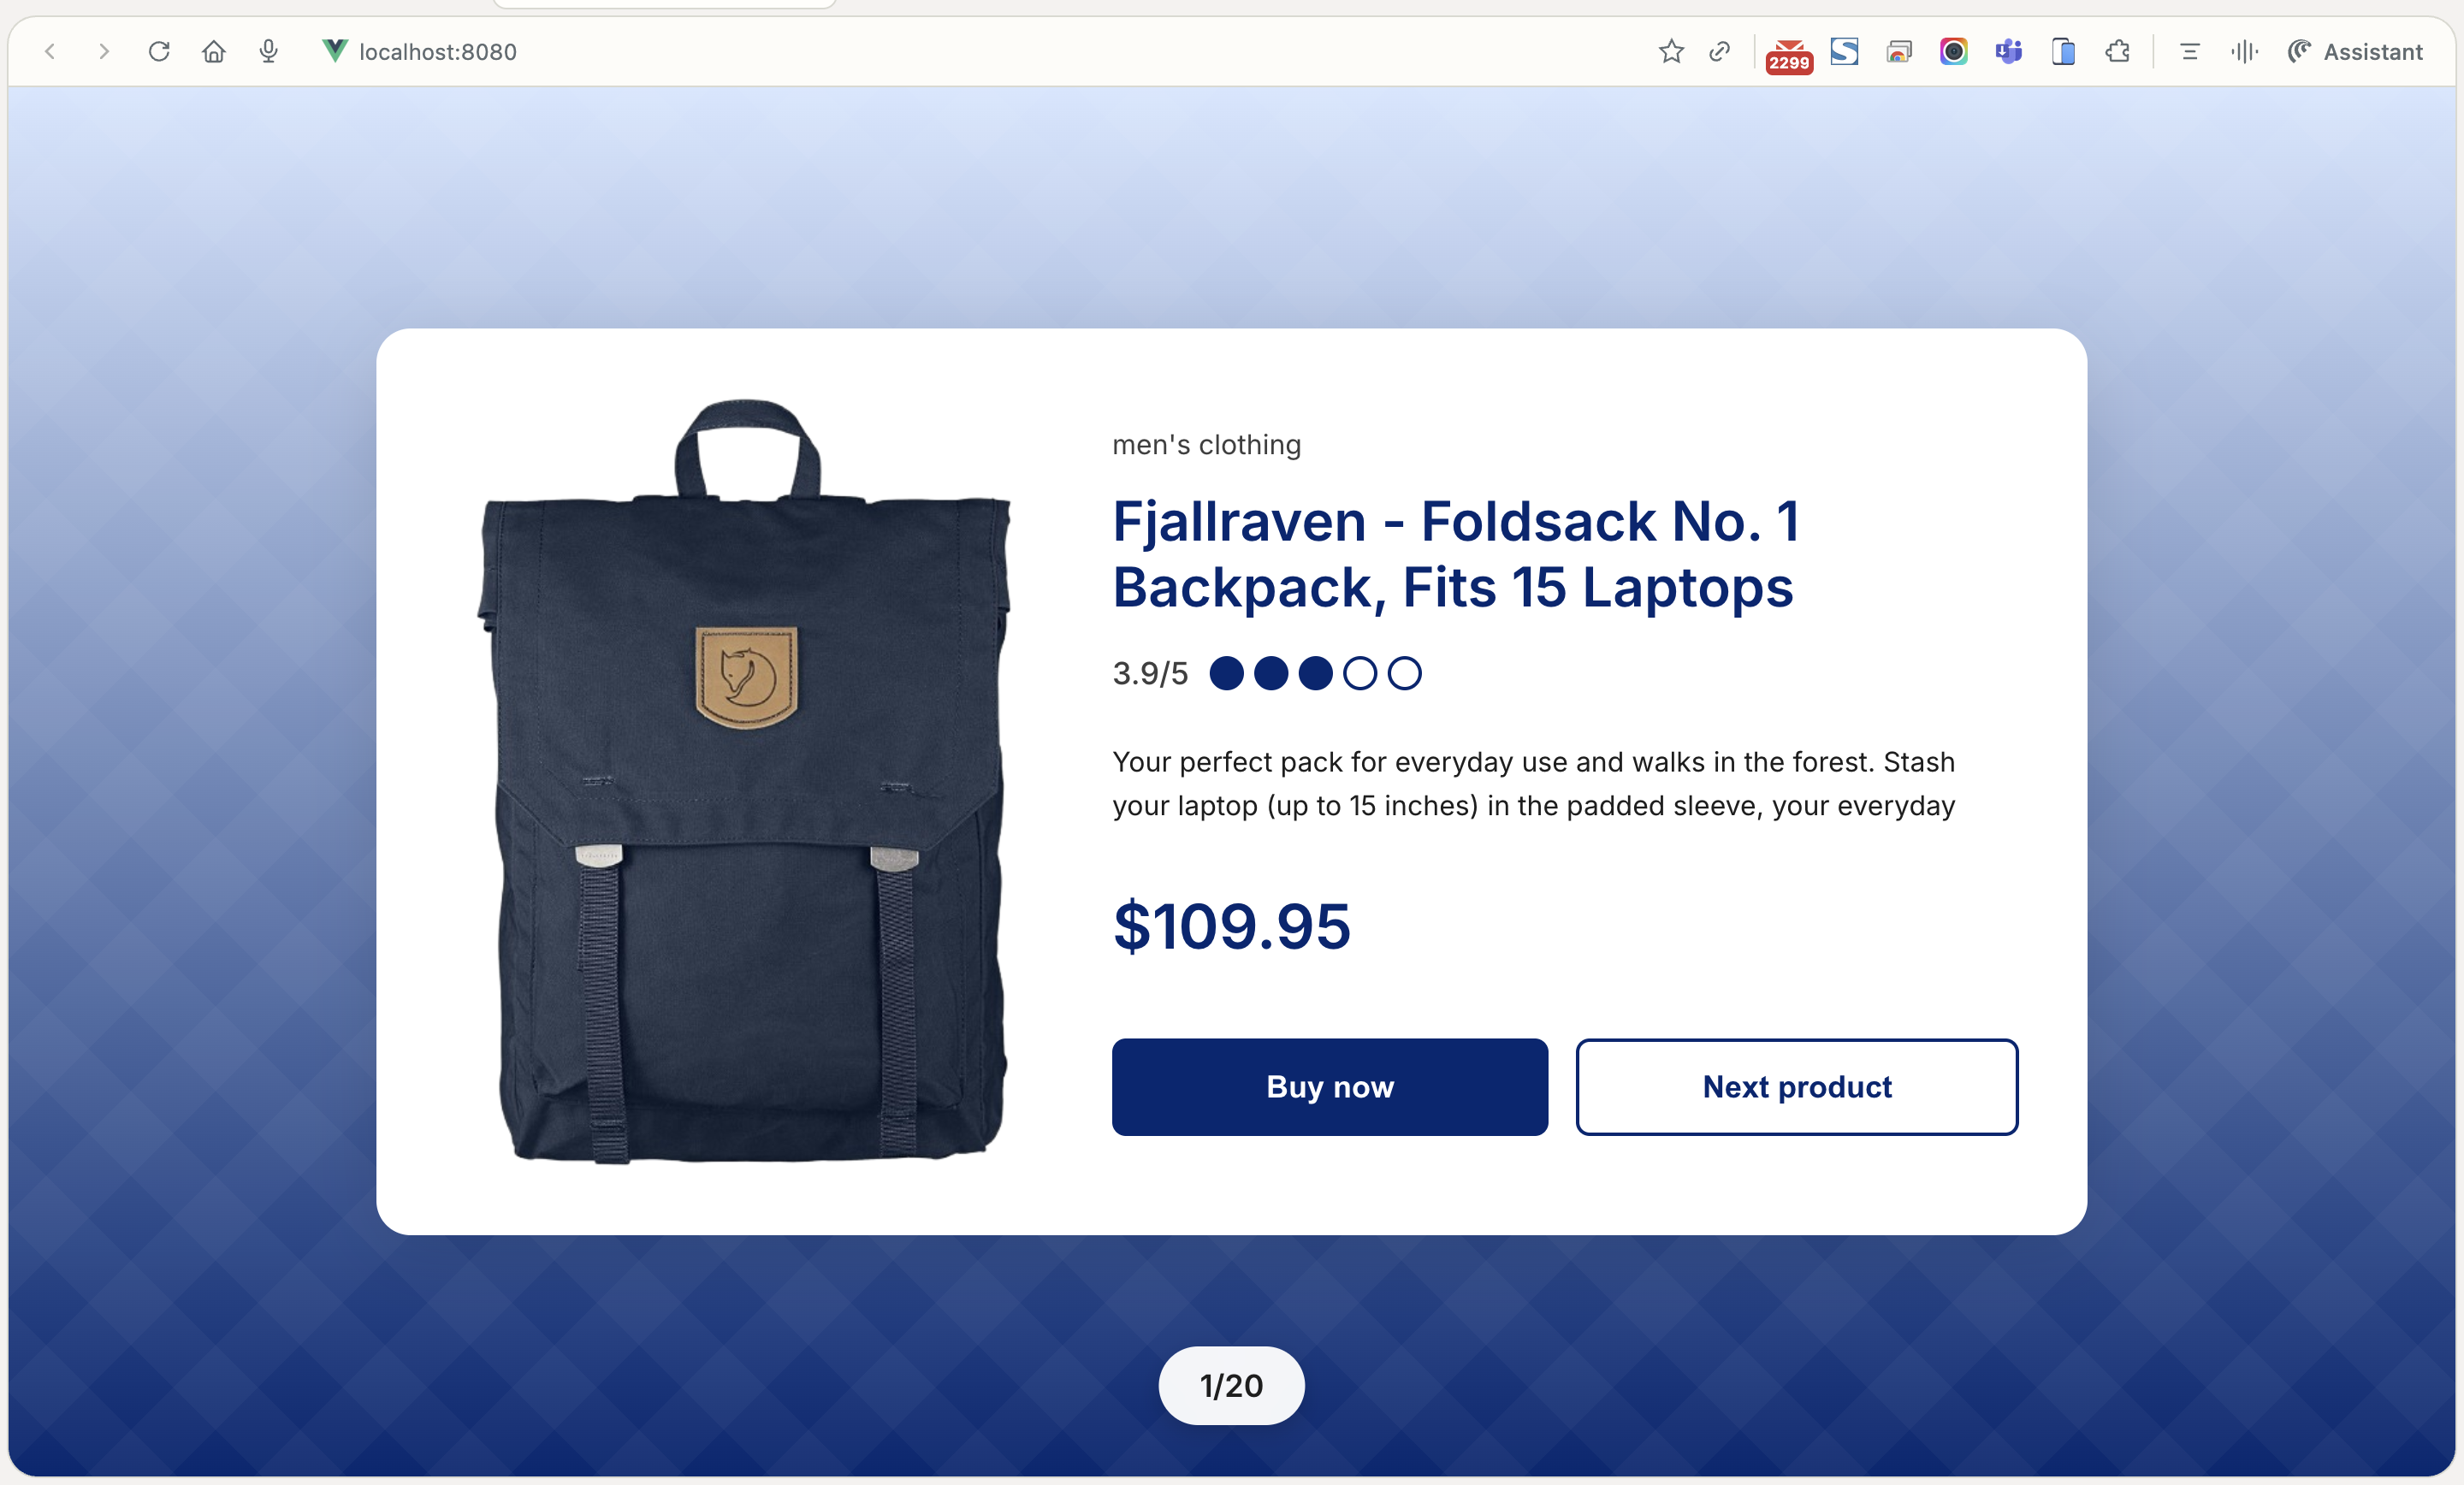 localhost:8080
2299
Assistant
men's clothing
Fjallraven - Foldsack No. 1
Backpack, Fits 15 Laptops
3.9/5
Your perfect pack for everyday use and walks in the forest. Stash
your laptop (up to 15 inches) in the padded sleeve, your everyday
$109.95
Buy now
Next product
1/20